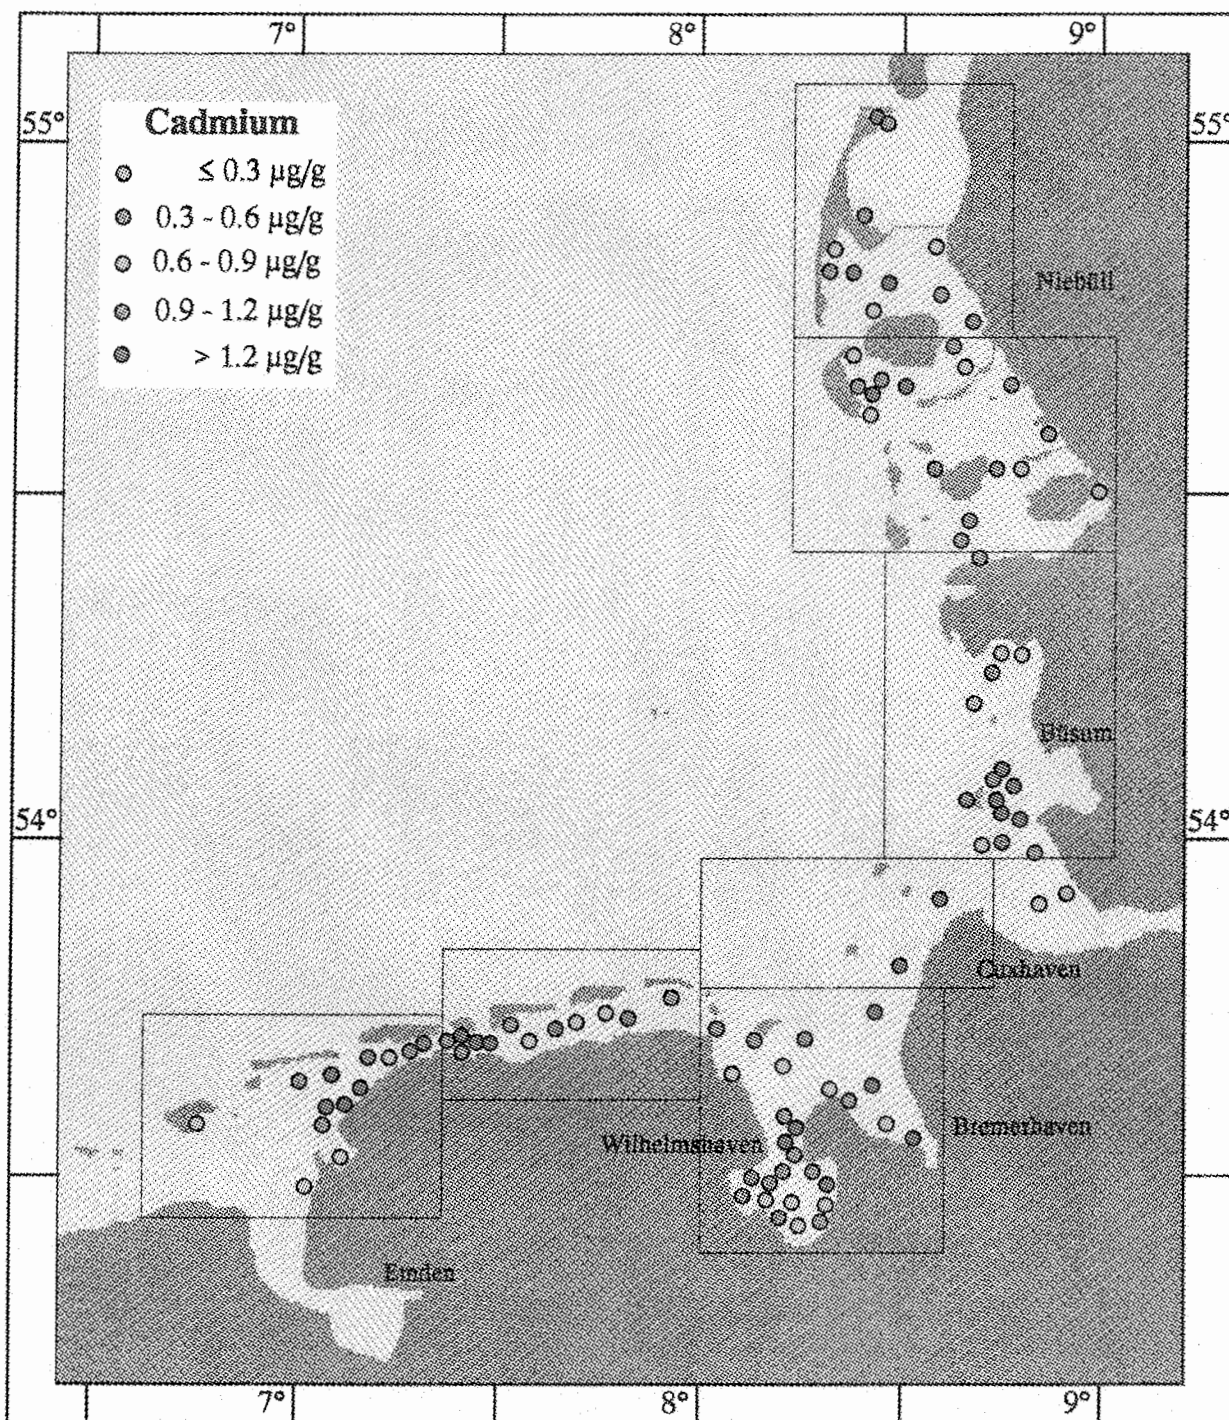 7° 8° 9°
55° 55°
Cadmium
≤ 0.3 µg/g
0.3 - 0.6 µg/g
0.6 - 0.9 µg/g
0.9 - 1.2 µg/g
> 1.2 µg/g
Niebüll
Büsum
54° 54°
Cuxhaven
Bremerhaven
Wilhelmshaven
Emden
7° 8° 9°